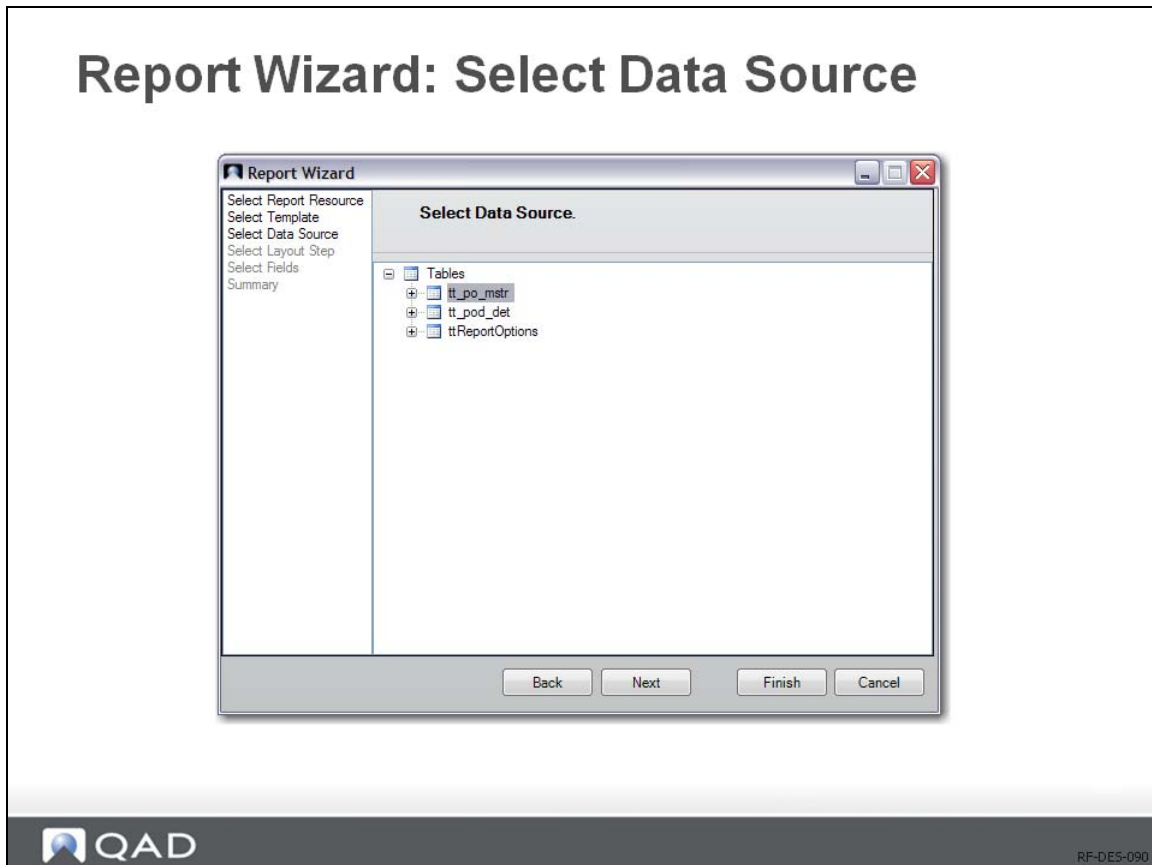 Report Wizard: Select Data Source
Report Wizard
Select Report Resource
Select Template
Select Data Source
Select Layout Step
Select Fields
Summary
Select Data Source.
Tables
tt_po_mstr
tt_pod_det
ttReportOptions
Back
Next
Finish
Cancel
QAD
RF-DES-090